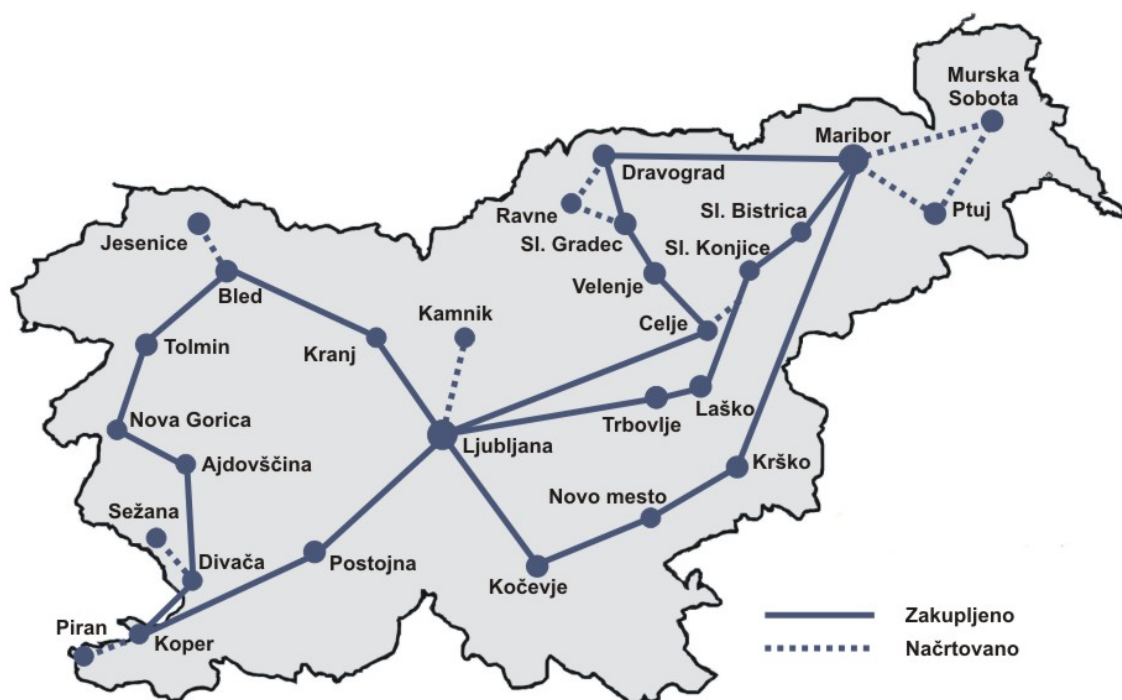 Murska
Sobota
Maribor
Dravograd
Ravne
Sl. Bistrica
Ptuj
Sl. Gradec
Sl. Konjice
Jesenice
Velenje
Bled
Kamnik
Celje
Tolmin
Kranj
Laško
Trbovlje
Nova Gorica
Ljubljana
Krško
Ajdovščina
Novo mesto
Sežana
Divača
Postojna
Kočevje
Piran
Koper
Zakupljeno
Načrtovano